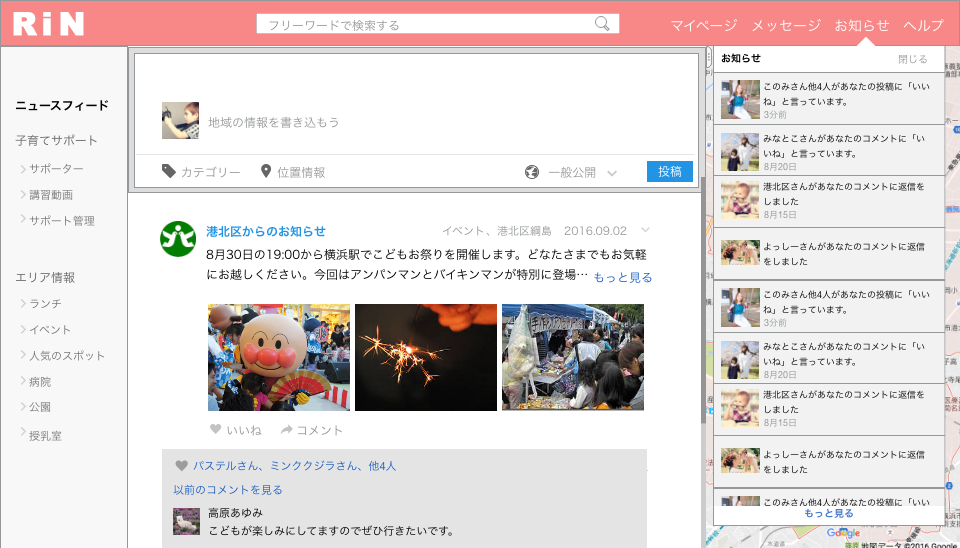 RiN
フリーワードで検索する
マイページ
メッセージ
お知らせ
ヘルプ
ニュースフィード
子育てサポート
サポーター
講習動画
サポート管理
エリア情報
ランチ
イベント
人気のスポット
病院
公園
授乳室
地域の情報を書き込もう
カテゴリー
位置情報
一般公開
投稿
港北区からのお知らせ
イベント、港北区綱島 2016.09.02
8月30日の19:00から横浜駅でこどもお祭りを開催します。どなたさまでもお気軽
にお越しください。今回はアンパンマンとバイキンマンが特別に登場…
もっと見る
いいね
コメント
パステルさん、ミンククジラさん、他4人
以前のコメントを見る
高原あゆみ
こどもが楽しみにしてますのでぜひ行きたいです。
お知らせ
閉じる
このみさん他4人があなたの投稿に「いい
ね」と言っています。
3分前
みなとこさんがあなたのコメントに「い
いね」と言っています。
8月20日
港北区さんがあなたのコメントに返信を
しました
8月15日
よっしーさんがあなたのコメントに返信
をしました
このみさん他4人があなたの投稿に「いい
ね」と言っています。
3分前
みなとこさんがあなたのコメントに「い
いね」と言っています。
8月20日
港北区さんがあなたのコメントに返信を
しました
8月15日
よっしーさんがあなたのコメントに返信
をしました
このみさん他4人があなたの投稿に「いい
もっと見る
Google
地図データ ©2016 Google